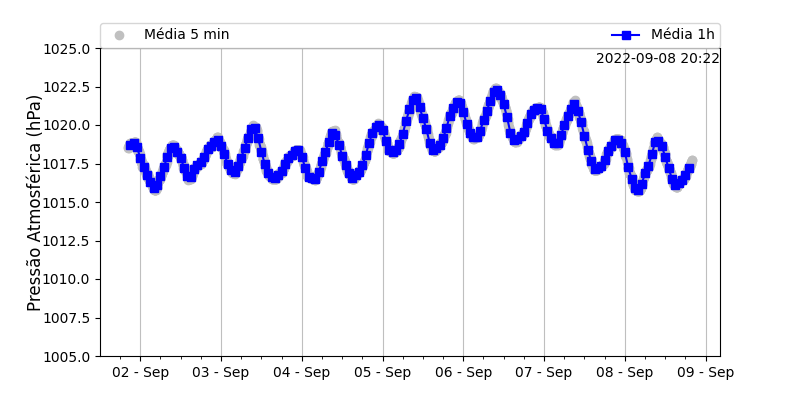 Média 5 min
Média 1h
2022-09-08 20:22
Pressão Atmosférica (hPa)
1025.0
1022.5
1020.0
1017.5
1015.0
1012.5
1010.0
1007.5
1005.0
02 - Sep
03 - Sep
04 - Sep
05 - Sep
06 - Sep
07 - Sep
08 - Sep
09 - Sep